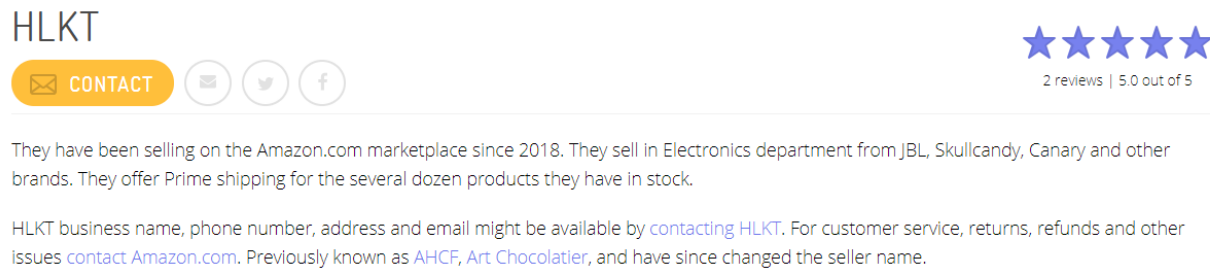 HLKT
CONTACT
2 reviews | 5.0 out of 5
They have been selling on the Amazon.com marketplace since 2018. They sell in Electronics department from JBL, Skullcandy, Canary and other
brands. They offer Prime shipping for the several dozen products they have in stock.
HLKT business name, phone number, address and email might be available by contacting HLKT. For customer service, returns, refunds and other
issues contact Amazon.com. Previously known as AHCF, Art Chocolatier, and have since changed the seller name.